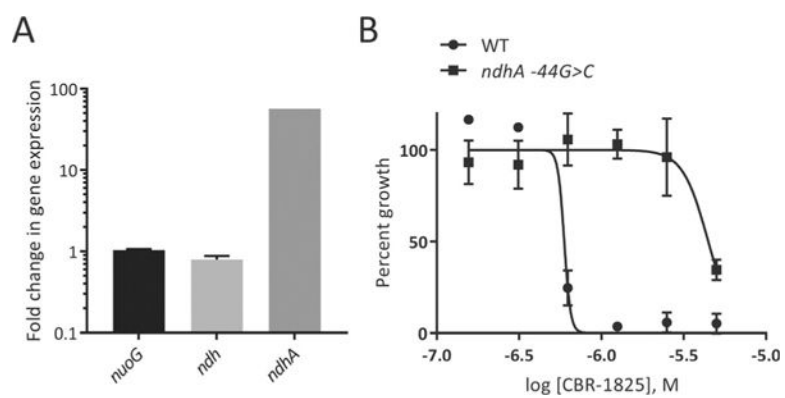 A
Fold change in gene expression
100
10
1
0.1
nuoG
ndh
ndhA
B
WT
ndhA -44G>C
Percent growth
100
50
0
-7.0
-6.5
-6.0
-5.5
-5.0
log [CBR-1825], M